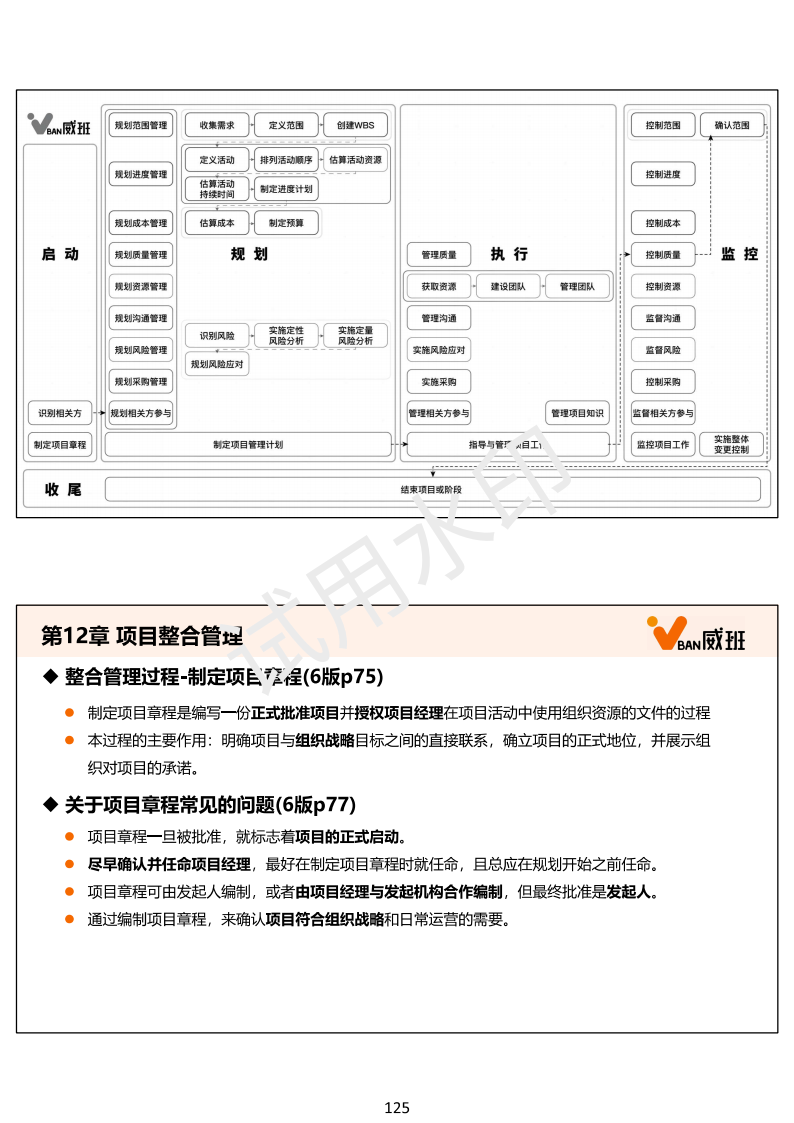 VBAN威班
规划范围管理
收集需求
定义范围
创建WBS
控制范围
确认范围
规划进度管理
定义活动
排列活动顺序
估算活动资源
估算活动
持续时间
制定进度计划
控制进度
规划成本管理
估算成本
制定预算
控制成本
启 动
规划质量管理
规 划
管理质量
执 行
控制质量
监 控
规划资源管理
获取资源
建设团队
管理团队
控制资源
规划沟通管理
管理沟通
监督沟通
识别风险
实施定性
风险分析
实施定量
风险分析
规划风险管理
规划风险应对
实施风险应对
监督风险
规划采购管理
实施采购
控制采购
识别相关方
规划相关方参与
管理相关方参与
管理项目知识
监督相关方参与
制定项目章程
制定项目管理计划
指导与管理项目工作
监控项目工作
实施整体
变更控制
收 尾
结束项目或阶段
试用水印
第12章 项目整合管理
VBAN威班
◆ 整合管理过程-制定项目章程(6版p75)
● 制定项目章程是编写一份正式批准项目并授权项目经理在项目活动中使用组织资源的文件的过程
● 本过程的主要作用：明确项目与组织战略目标之间的直接联系，确立项目的正式地位，并展示组
织对项目的承诺。
◆ 关于项目章程常见的问题(6版p77)
● 项目章程一旦被批准，就标志着项目的正式启动。
● 尽早确认并任命项目经理，最好在制定项目章程时就任命，且总应在规划开始之前任命。
● 项目章程可由发起人编制，或者由项目经理与发起机构合作编制，但最终批准是发起人。
● 通过编制项目章程，来确认项目符合组织战略和日常运营的需要。
125